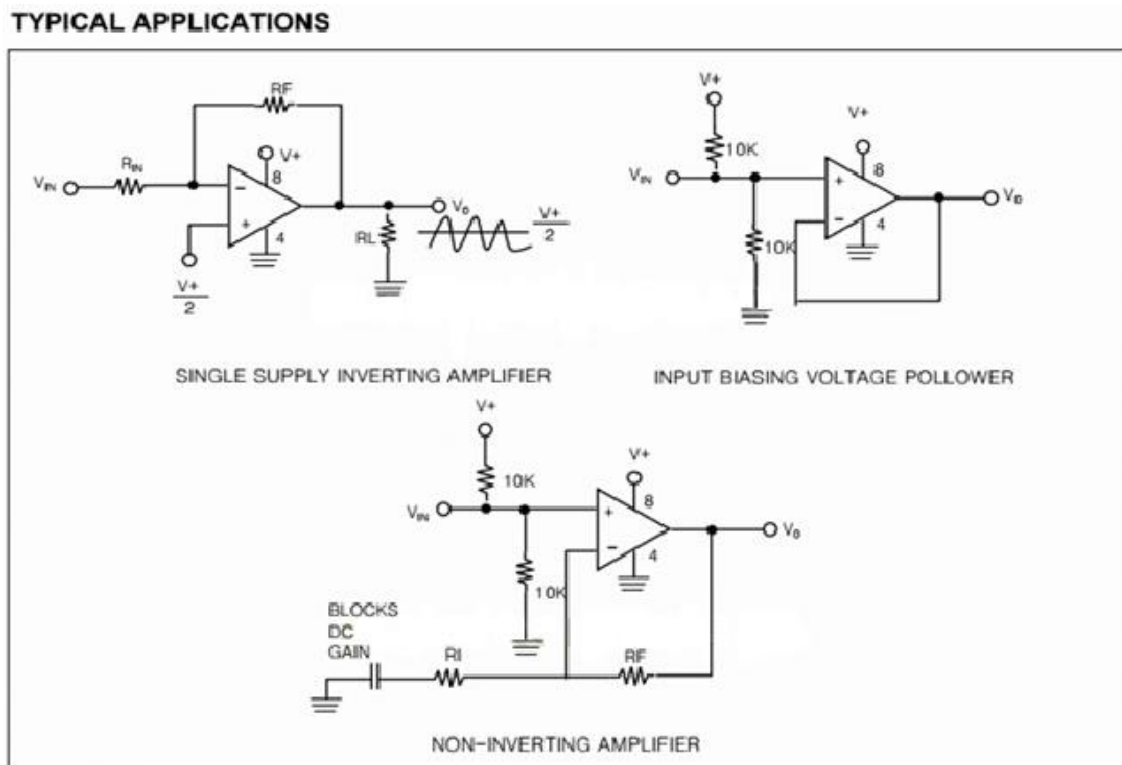 TYPICAL APPLICATIONS
RF
V+
RIN
VIN
8
−
+
4
V0
RL
V+
2
V+
2
SINGLE SUPPLY INVERTING AMPLIFIER
V+
V+
10K
VIN
+
8
−
4
10K
INPUT BIASING VOLTAGE POLLOWER
V+
V+
10K
VIN
+
8
−
4
V0
10K
BLOCKS
DC
GAIN
RI
RF
NON-INVERTING AMPLIFIER